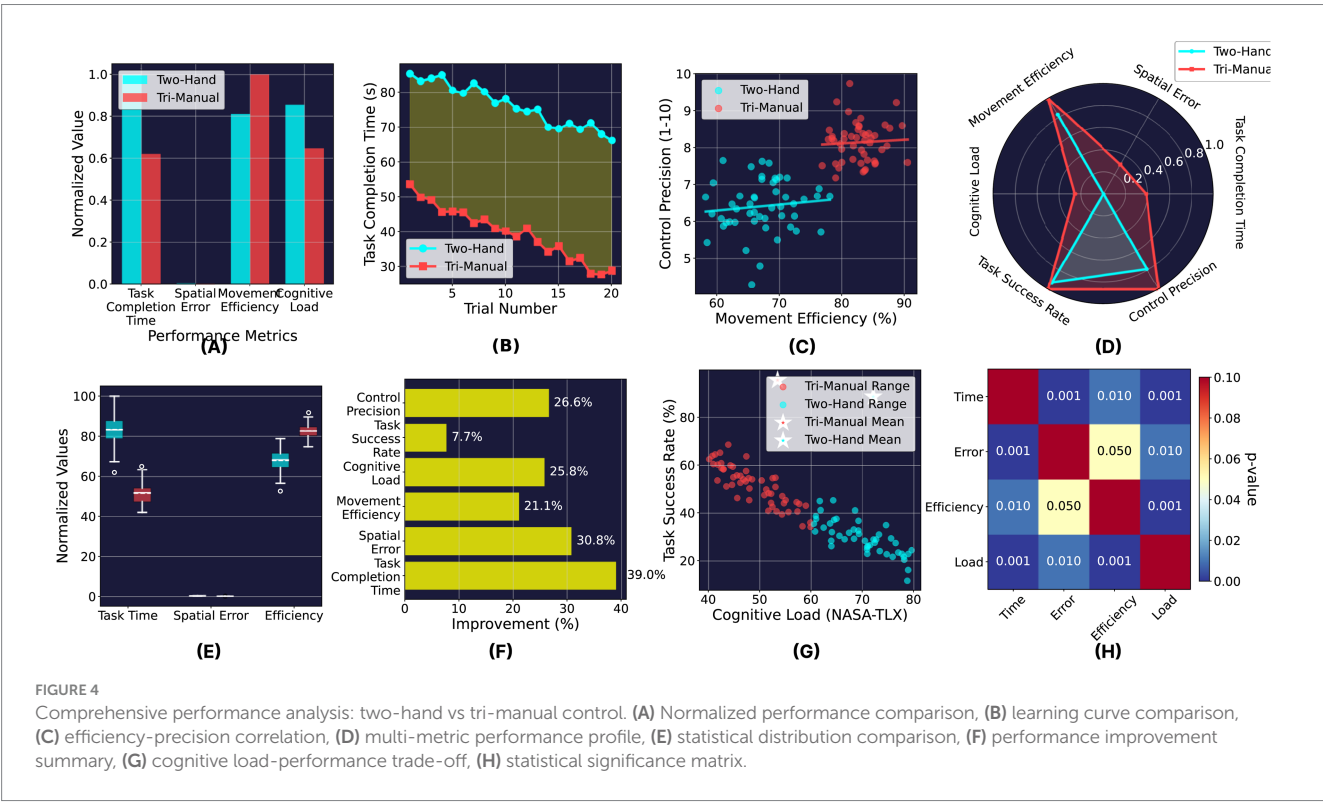 Two-Hand
Tri-Manual
1.0
0.8
0.6
0.4
0.2
0.0
Normalized Value
Task Completion Time
Spatial Error
Movement Efficiency
Cognitive Load
Performance Metrics
(A)
Task Completion Time (s)
80
70
60
50
40
30
Two-Hand
Tri-Manual
5 10 15 20
Trial Number
(B)
Control Precision (1-10)
10
9
8
7
6
5
Two-Hand
Tri-Manual
60 70 80 90
Movement Efficiency (%)
(C)
Two-Hand
Tri-Manual
Movement Efficiency
Spatial Error
Task Completion Time
Cognitive Load
Task Success Rate
Control Precision
0.2 0.4 0.6 0.8 1.0
(D)
Normalized Values
100
80
60
40
20
0
Task Time Spatial Error Efficiency
(E)
Control
Precision
26.6%
Task
Success
Rate
7.7%
Cognitive
Load
25.8%
Movement
Efficiency
21.1%
Spatial
Error
30.8%
Task
Completion
Time
39.0%
0 10 20 30 40
Improvement (%)
(F)
Task Success Rate (%)
80
60
40
20
Tri-Manual Range
Two-Hand Range
Tri-Manual Mean
Two-Hand Mean
40 50 60 70 80
Cognitive Load (NASA-TLX)
(G)
Time 0.001 0.010 0.001
Error 0.001 0.050 0.010
Efficiency 0.010 0.050 0.001
Load 0.001 0.010 0.001
Time Error Efficiency Load
0.10
0.08
0.06
0.04
0.02
0.00
p-value
(H)
FIGURE 4
Comprehensive performance analysis: two-hand vs tri-manual control. (A) Normalized performance comparison, (B) learning curve comparison,
(C) efficiency-precision correlation, (D) multi-metric performance profile, (E) statistical distribution comparison, (F) performance improvement
summary, (G) cognitive load-performance trade-off, (H) statistical significance matrix.